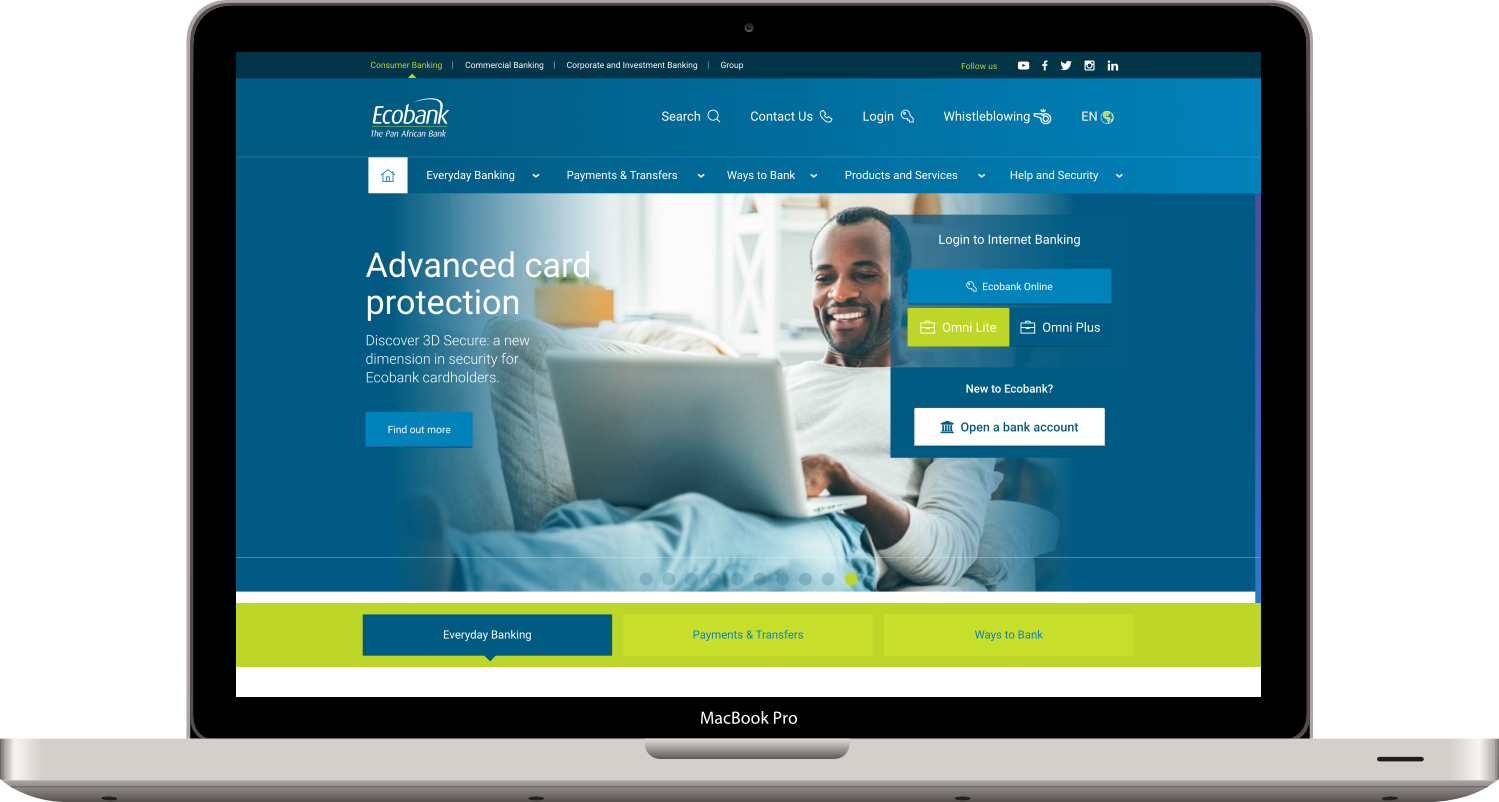 Consumer Banking | Commercial Banking | Corporate and Investment Banking | Group
Follow us
Ecobank
The Pan African Bank
Search
Contact Us
Login
Whistleblowing
EN
Everyday Banking
Payments & Transfers
Ways to Bank
Products and Services
Help and Security
Advanced card
protection
Discover 3D Secure: a new
dimension in security for
Ecobank cardholders.
Find out more
Login to Internet Banking
Ecobank Online
Omni Lite
Omni Plus
New to Ecobank?
Open a bank account
Everyday Banking
Payments & Transfers
Ways to Bank
MacBook Pro